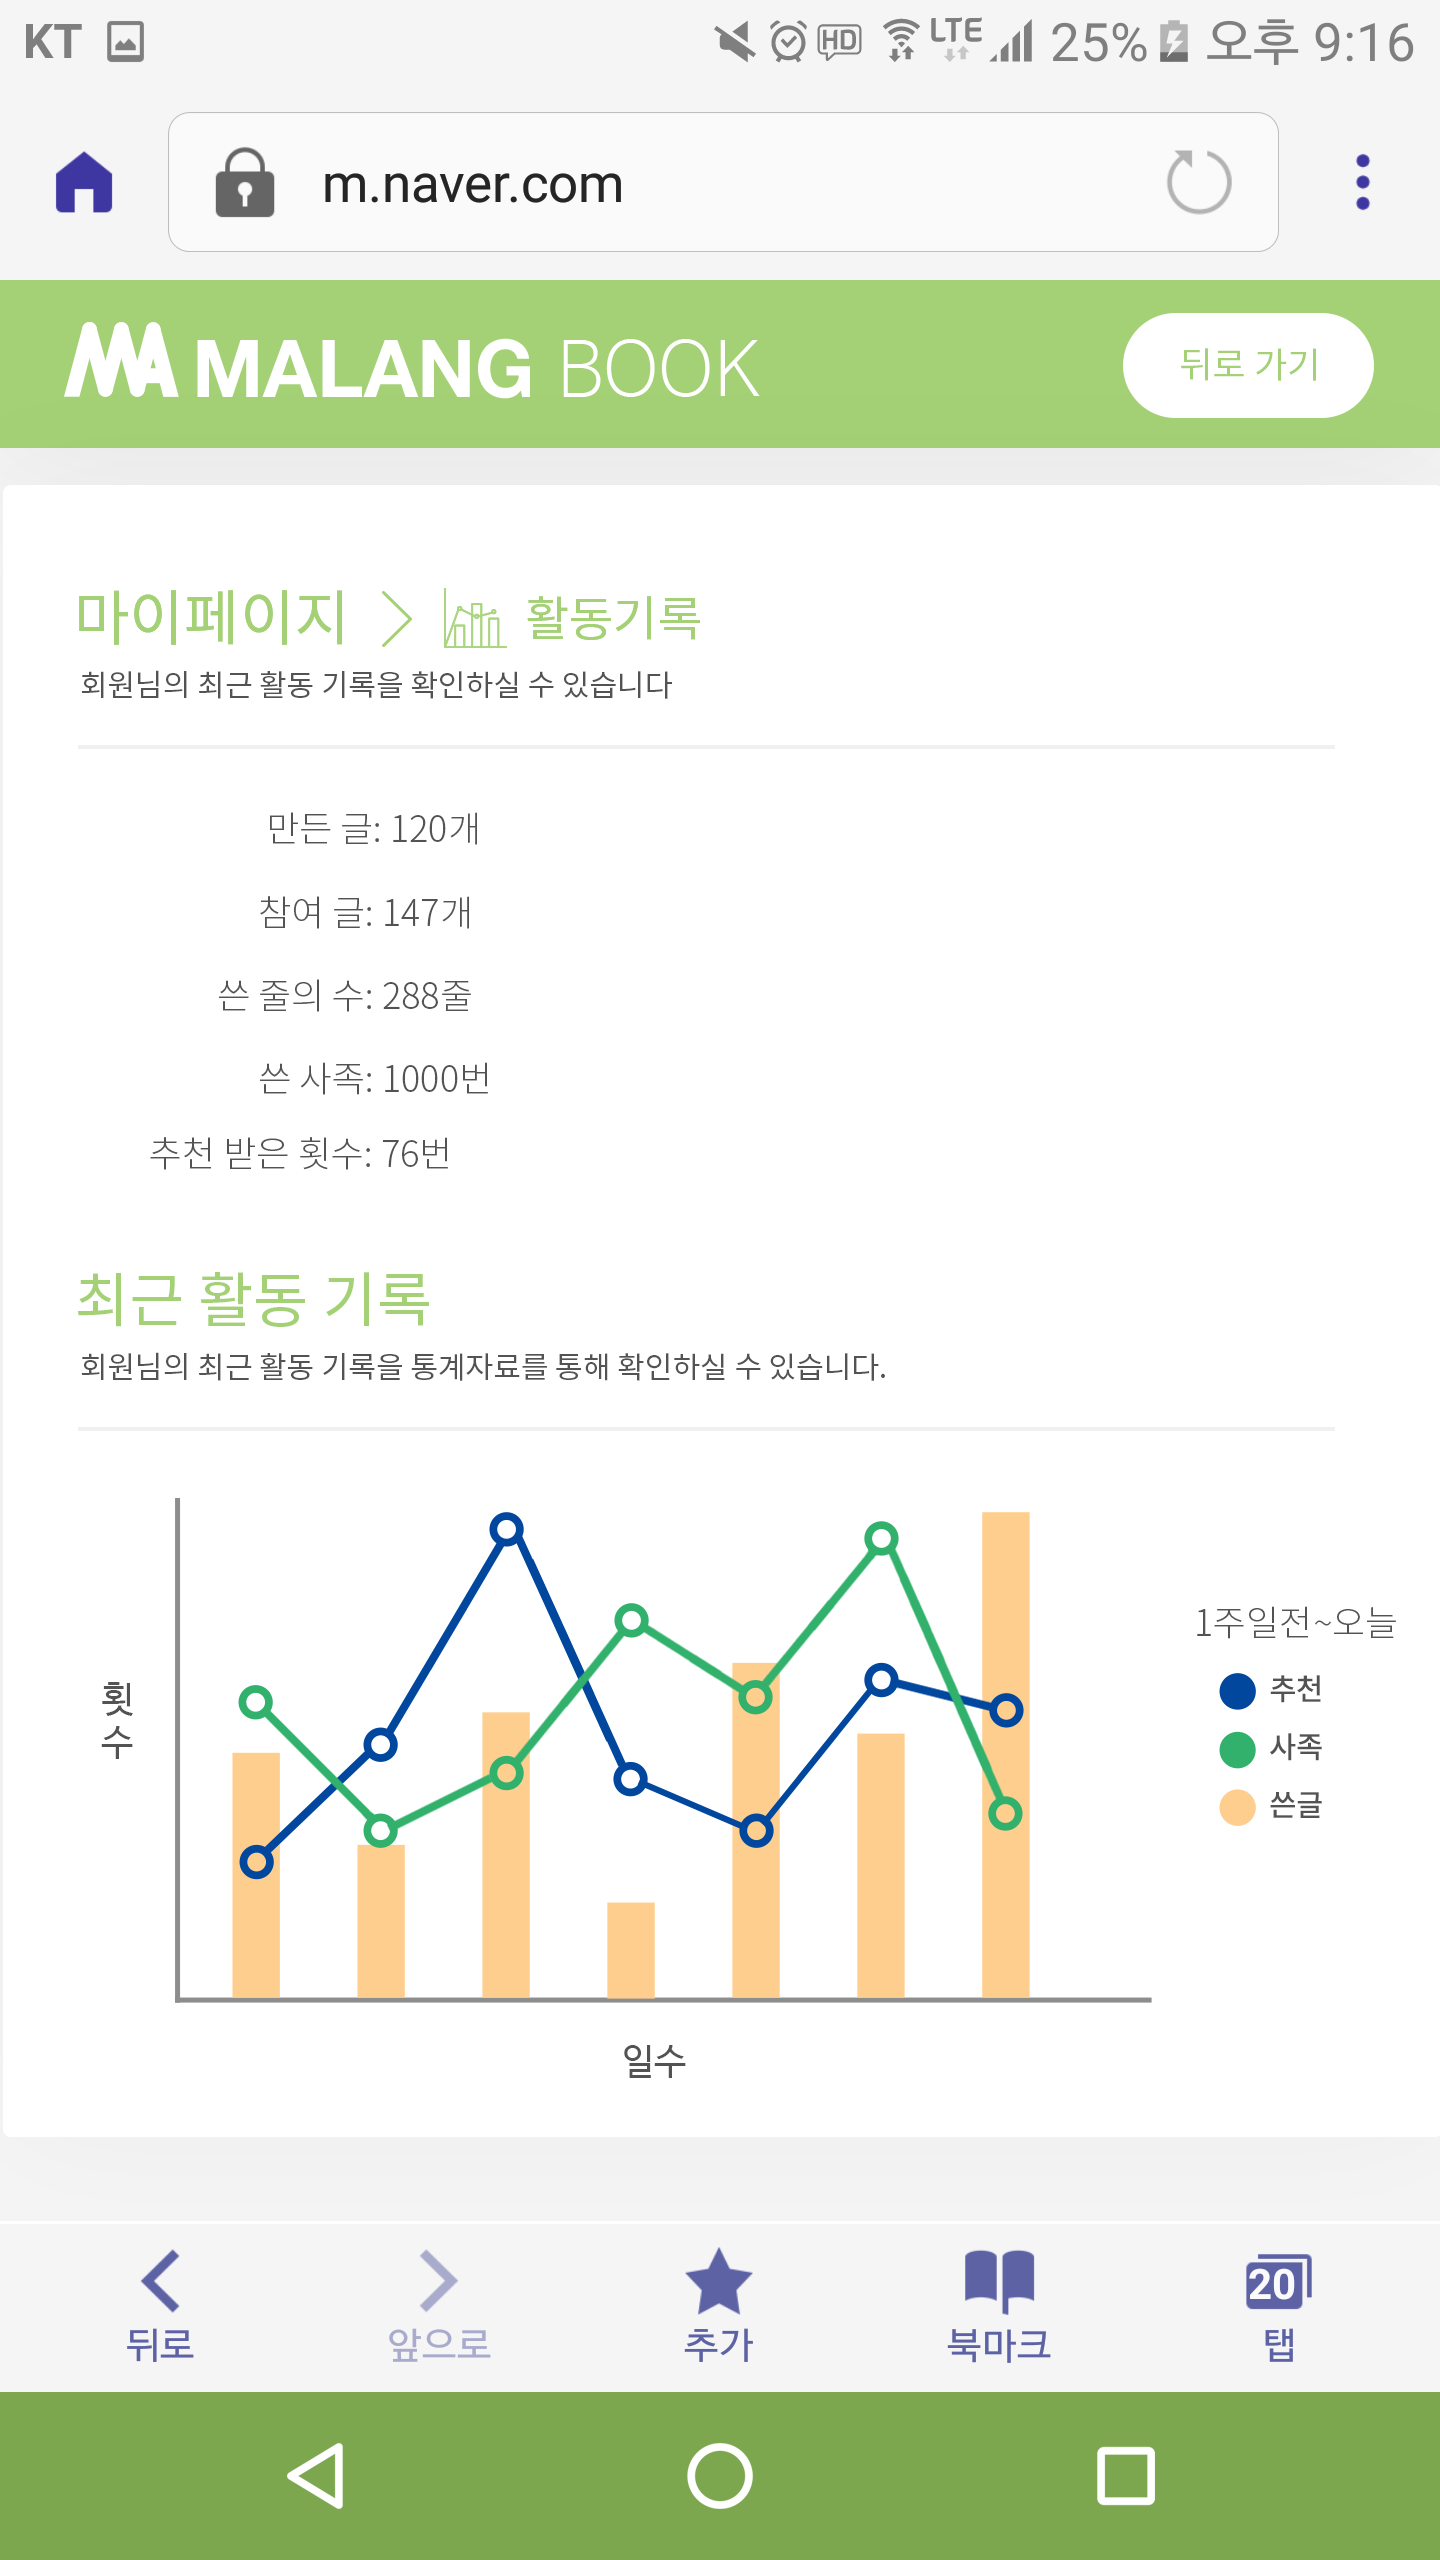 KT HD LTE 25% 오후 9:16
m.naver.com
MALANG BOOK 뒤로 가기
마이페이지 활동기록
회원님의 최근 활동 기록을 확인하실 수 있습니다
만든 글: 120개
참여 글: 147개
쓴 줄의 수: 288줄
쓴 사족: 1000번
추천 받은 횟수: 76번
최근 활동 기록
회원님의 최근 활동 기록을 통계자료를 통해 확인하실 수 있습니다.
횟
수
1주일전~오늘
추천
사족
쓴글
일수
20
뒤로 앞으로 추가 북마크 탭